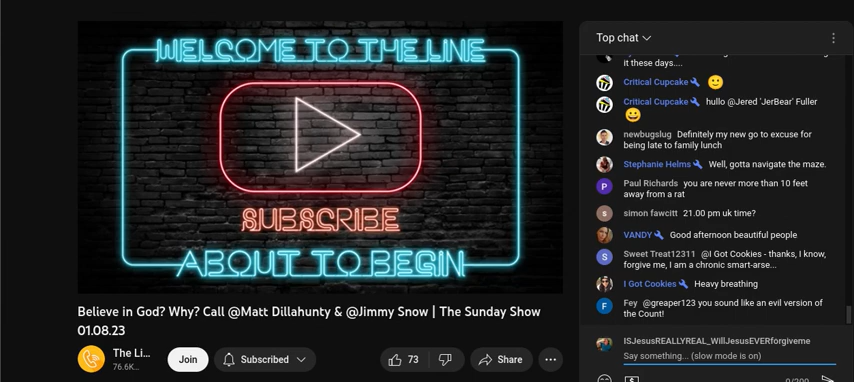 WELCOME TO THE LINE
SUBSCRIBE
ABOUT TO BEGIN
Believe in God? Why? Call @Matt Dillahunty & @Jimmy Snow | The Sunday Show
01.08.23
The Li...
76.6K...
Join
Subscribed
73
Share
Top chat
it these days....
Critical Cupcake
Critical Cupcake hullo @Jered 'JerBear' Fuller
newbugslug Definitely my new go to excuse for
being late to family lunch
Stephanie Helms Well, gotta navigate the maze.
Paul Richards you are never more than 10 feet
away from a rat
simon fawcitt 21.00 pm uk time?
VANDY Good afternoon beautiful people
Sweet Treat12311 @I Got Cookies - thanks, I know,
forgive me, I am a chronic smart-arse...
I Got Cookies Heavy breathing
Fey @greaper123 you sound like an evil version of
the Count!
ISJesusREALLYREAL_WillJesusEVERforgiveme
Say something... (slow mode is on)
0/200